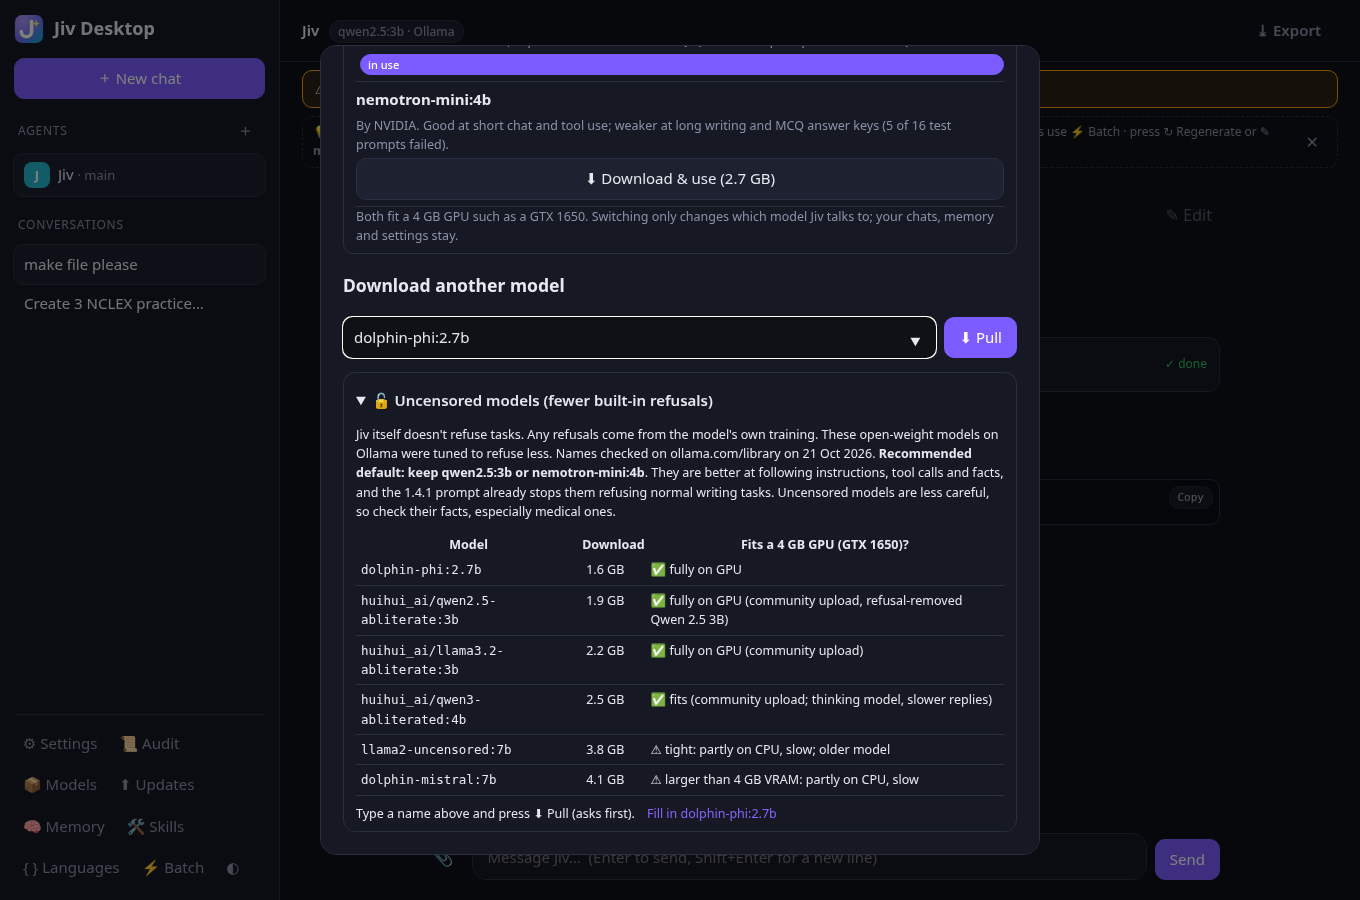 Jiv Desktop
+ New chat
AGENTS +
J Jiv · main
CONVERSATIONS
make file please
Create 3 NCLEX practice...
⚙ Settings 📜 Audit
📦 Models ⬆ Updates
🧠 Memory 🛠️ Skills
{ } Languages ⚡ Batch ◐
Jiv qwen2.5:3b · Ollama
⤓ Export
s use ⚡ Batch · press ↻ Regenerate or ✎
✕
✎ Edit
✓ done
Copy
in use
nemotron-mini:4b
By NVIDIA. Good at short chat and tool use; weaker at long writing and MCQ answer keys (5 of 16 test
prompts failed).
⬇ Download & use (2.7 GB)
Both fit a 4 GB GPU such as a GTX 1650. Switching only changes which model Jiv talks to; your chats, memory
and settings stay.
Download another model
dolphin-phi:2.7b ▼
⬇ Pull
▼ 🔓 Uncensored models (fewer built-in refusals)
Jiv itself doesn't refuse tasks. Any refusals come from the model's own training. These open-weight models on
Ollama were tuned to refuse less. Names checked on ollama.com/library on 21 Oct 2026. Recommended
default: keep qwen2.5:3b or nemotron-mini:4b. They are better at following instructions, tool calls and facts,
and the 1.4.1 prompt already stops them refusing normal writing tasks. Uncensored models are less careful,
so check their facts, especially medical ones.
Model Download Fits a 4 GB GPU (GTX 1650)?
dolphin-phi:2.7b 1.6 GB ✅ fully on GPU
huihui_ai/qwen2.5- 1.9 GB ✅ fully on GPU (community upload, refusal-removed
abliterate:3b Qwen 2.5 3B)
huihui_ai/llama3.2- 2.2 GB ✅ fully on GPU (community upload)
abliterate:3b
huihui_ai/qwen3- 2.5 GB ✅ fits (community upload; thinking model, slower replies)
abliterated:4b
llama2-uncensored:7b 3.8 GB ⚠ tight: partly on CPU, slow; older model
dolphin-mistral:7b 4.1 GB ⚠ larger than 4 GB VRAM: partly on CPU, slow
Type a name above and press ⬇ Pull (asks first). Fill in dolphin-phi:2.7b
Message Jiv... (Enter to send, Shift+Enter for a new line)
Send